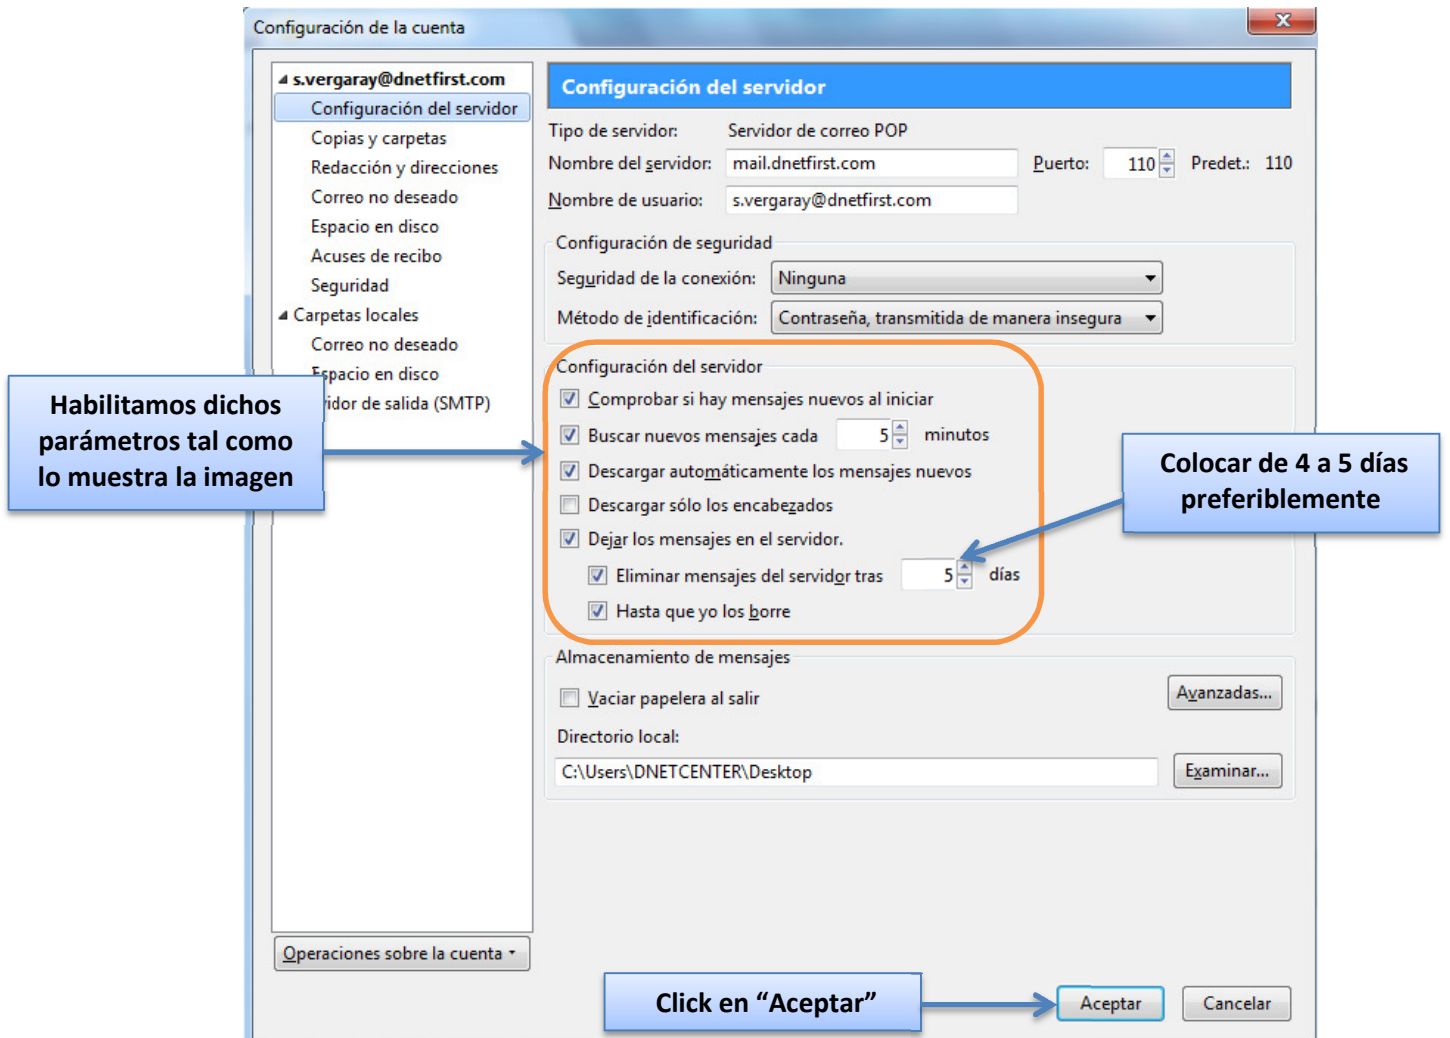 Configuración de la cuenta
s.vergaray@dnetfirst.com
Configuración del servidor
Copias y carpetas
Redacción y direcciones
Correo no deseado
Espacio en disco
Acuses de recibo
Seguridad
Carpetas locales
Correo no deseado
Espacio en disco
vidor de salida (SMTP)
Operaciones sobre la cuenta
Configuración del servidor
Tipo de servidor: Servidor de correo POP
Nombre del servidor: mail.dnetfirst.com Puerto: 110 Predet.: 110
Nombre de usuario: s.vergaray@dnetfirst.com
Configuración de seguridad
Seguridad de la conexión: Ninguna
Método de identificación: Contraseña, transmitida de manera insegura
Configuración del servidor
Comprobar si hay mensajes nuevos al iniciar
Buscar nuevos mensajes cada 5 minutos
Descargar automáticamente los mensajes nuevos
Descargar sólo los encabezados
Dejar los mensajes en el servidor.
Eliminar mensajes del servidor tras 5 días
Hasta que yo los borre
Almacenamiento de mensajes
Vaciar papelera al salir
Avanzadas...
Directorio local:
C:\Users\DNETCENTER\Desktop
Examinar...
Aceptar
Cancelar
Habilitamos dichos
parámetros tal como
lo muestra la imagen
Colocar de 4 a 5 días
preferiblemente
Click en “Aceptar”